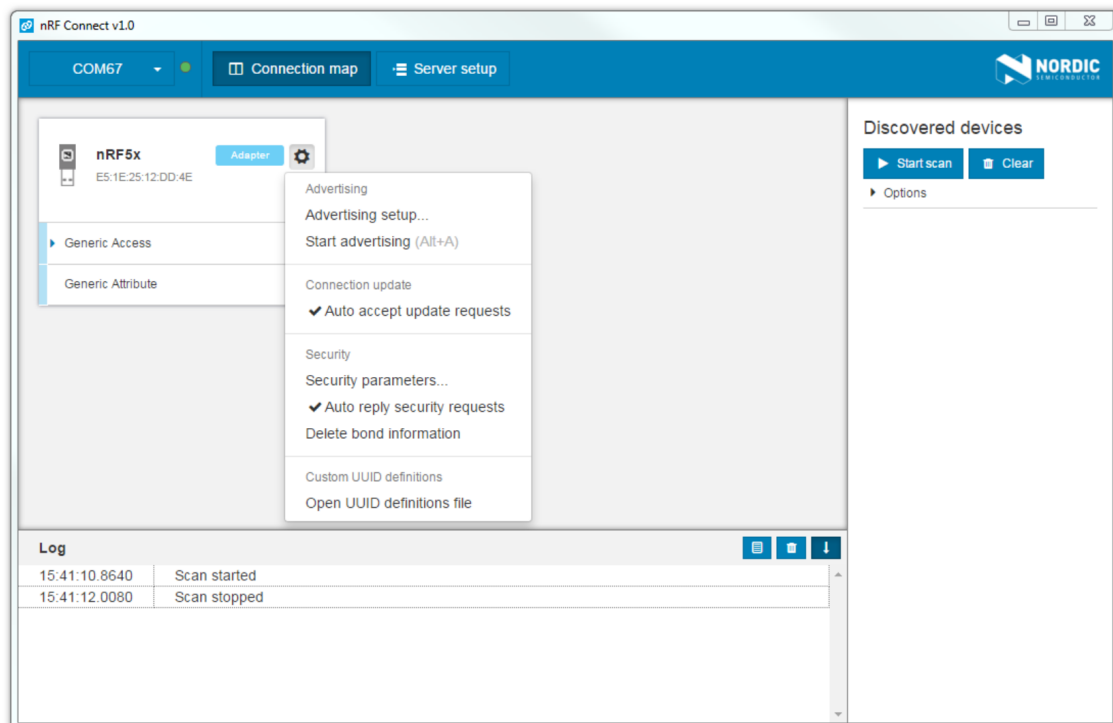 nRF Connect v1.0
COM67
Connection map
Server setup
NORDIC
SEMICONDUCTOR
nRF5x
Adapter
E5:1E:25:12:DD:4E
Generic Access
Generic Attribute
Advertising
Advertising setup...
Start advertising (Alt+A)
Connection update
Auto accept update requests
Security
Security parameters...
Auto reply security requests
Delete bond information
Custom UUID definitions
Open UUID definitions file
Discovered devices
Start scan
Clear
Options
Log
15:41:10.8640 Scan started
15:41:12.0080 Scan stopped